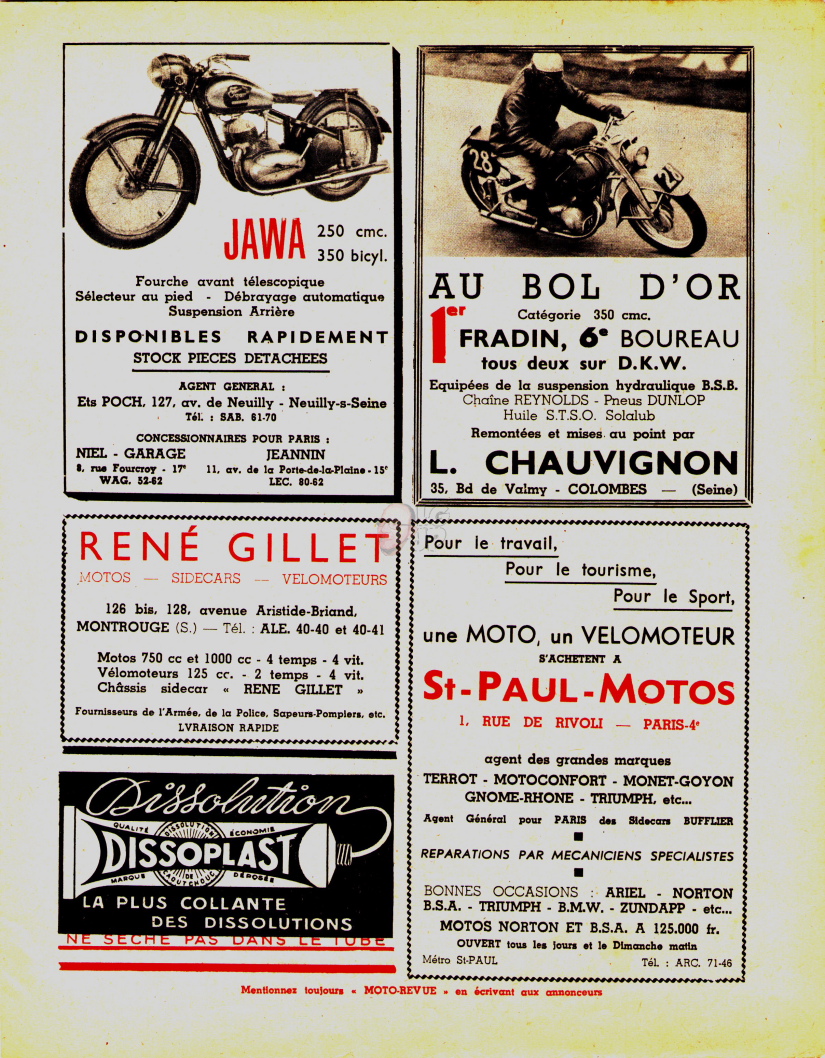 JAWA 250 cmc.
350 bicyl.
Fourche avant télescopique
Sélecteur au pied - Débrayage automatique
Suspension Arrière
DISPONIBLES RAPIDEMENT
STOCK PIECES DETACHEES
AGENT GENERAL :
Ets POCH, 127, av. de Neuilly - Neuilly-s-Seine
Tél. : SAB. 61-70
CONCESSIONNAIRES POUR PARIS :
NIEL - GARAGE
8, rue Fourcroy - 17e
WAG. 52-62
JEANNIN
11, av. de la Porte-de-la-Plaine - 15e
LEC. 80-62
28
28
AU BOL D'OR
Catégorie 350 cmc.
1er FRADIN, 6e BOUREAU
tous deux sur D.K.W.
Equipées de la suspension hydraulique B.S.B.
Chaîne REYNOLDS - Pneus DUNLOP
Huile S.T.S.O. Solalub
Remontées et mises au point par
L. CHAUVIGNON
35, Bd de Valmy - COLOMBES — (Seine)
RENÉ GILLET
MOTOS — SIDECARS — VELOMOTEURS
126 bis, 128, avenue Aristide-Briand,
MONTROUGE (S.) — Tél. : ALE. 40-40 et 40-41
Motos 750 cc et 1000 cc - 4 temps - 4 vit.
Vélomoteurs 125 cc. - 2 temps - 4 vit.
Châssis sidecar « RENE GILLET »
Fournisseurs de l'Armée, de la Police, Sapeurs-Pompiers, etc.
LVRAISON RAPIDE
Dissolution
QUALITÉ DISSOLUTION ÉCONOMIE
DISSOPLAST
MARQUE DE CAOUTCHOUC DÉPOSÉE
LA PLUS COLLANTE
DES DISSOLUTIONS
NE SECHE PAS DANS LE TUBE
Pour le travail,
Pour le tourisme,
Pour le Sport,
une MOTO, un VELOMOTEUR
S'ACHETENT A
St-PAUL-MOTOS
1, RUE DE RIVOLI — PARIS-4e
agent des grandes marques
TERROT - MOTOCONFORT - MONET-GOYON
GNOME-RHONE - TRIUMPH, etc...
Agent Général pour PARIS des Sidecars BUFFLIER
REPARATIONS PAR MECANICIENS SPECIALISTES
BONNES OCCASIONS : ARIEL - NORTON
B.S.A. - TRIUMPH - B.M.W. - ZUNDAPP - etc...
MOTOS NORTON ET B.S.A. A 125.000 fr.
OUVERT tous les jours et le Dimanche matin
Métro St-PAUL Tél. : ARC. 71-46
Mentionnez toujours « MOTO-REVUE » en écrivant aux annonceurs